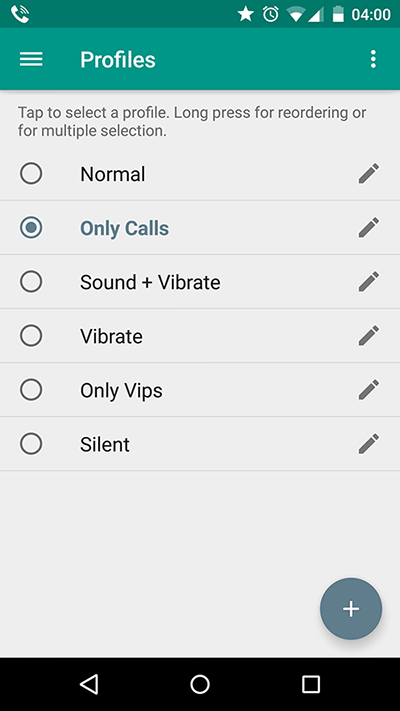 04:00
Profiles
Tap to select a profile. Long press for reordering or
for multiple selection.
Normal
Only Calls
Sound + Vibrate
Vibrate
Only Vips
Silent
+